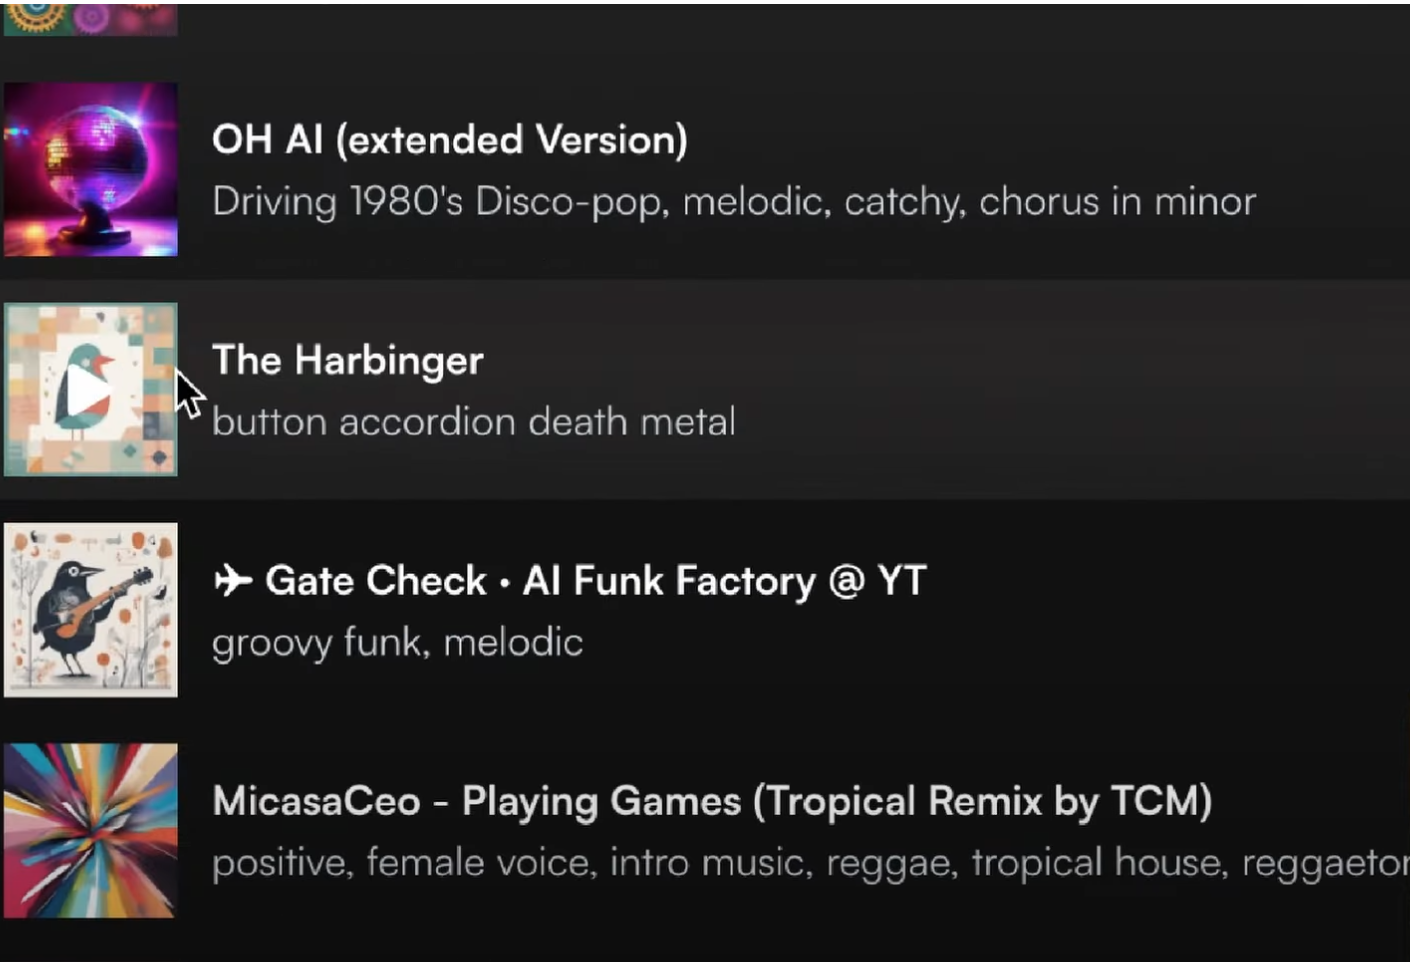 OH AI (extended Version)
Driving 1980's Disco-pop, melodic, catchy, chorus in minor
The Harbinger
button accordion death metal
✈ Gate Check • AI Funk Factory @ YT
groovy funk, melodic
MicasaCeo - Playing Games (Tropical Remix by TCM)
positive, female voice, intro music, reggae, tropical house,